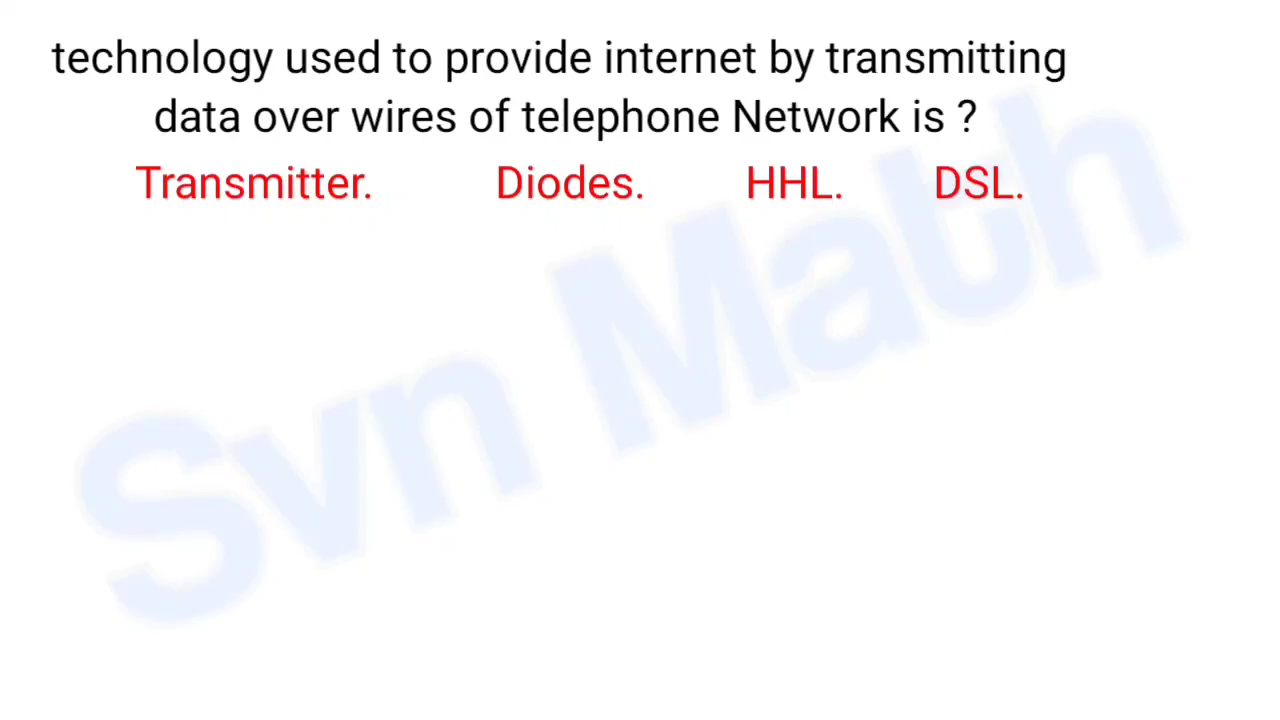 technology used to provide internet by transmitting
data over wires of telephone Network is ?
Transmitter. Diodes. HHL. DSL.
Svn Math